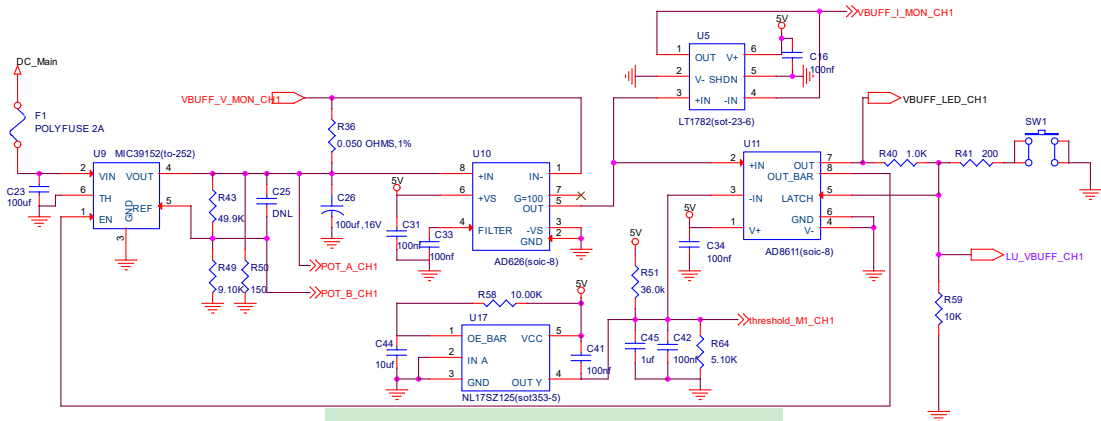 DC_Main
F1
POLYFUSE 2A
U9 MIC39152(to-252)
2 VIN
6 TH
1 EN
VOUT 4
REF 5
GND
3
C23
100uf
VBUFF_V_MON_CH1
R36
0.050 OHMS,1%
R43
49.9K
C25
DNL
C26
100uf,16V
R49
9.10K
R50
150
POT_A_CH1
POT_B_CH1
U10
8 +IN
6 +VS
4 FILTER
IN- 1
G=100 7
OUT 5
-VS 3
GND 2
AD626(soic-8)
5V
C31
100nf
C33
100nf
R58 10.00K
5V
U17
1 OE_BAR
2 IN A
3 GND
VCC 5
OUT Y 4
NL17SZ125(sot353-5)
C44
10uf
C41
100nf
5V
VBUFF_I_MON_CH1
U5
1 OUT
2 V-
3 +IN
V+ 6
SHDN 5
-IN 4
LT1782(sot-23-6)
C16
100nf
U11
2 +IN
3 -IN
1 V+
OUT 7
OUT_BAR 8
LATCH 5
GND 6
V- 4
AD8611(soic-8)
5V
C34
100nf
5V
R51
36.0k
C45
1uf
C42
100nf
R64
5.10K
threshold_M1_CH1
VBUFF_LED_CH1
R40 1.0K
R41 200
SW1
LU_VBUFF_CH1
R59
10K